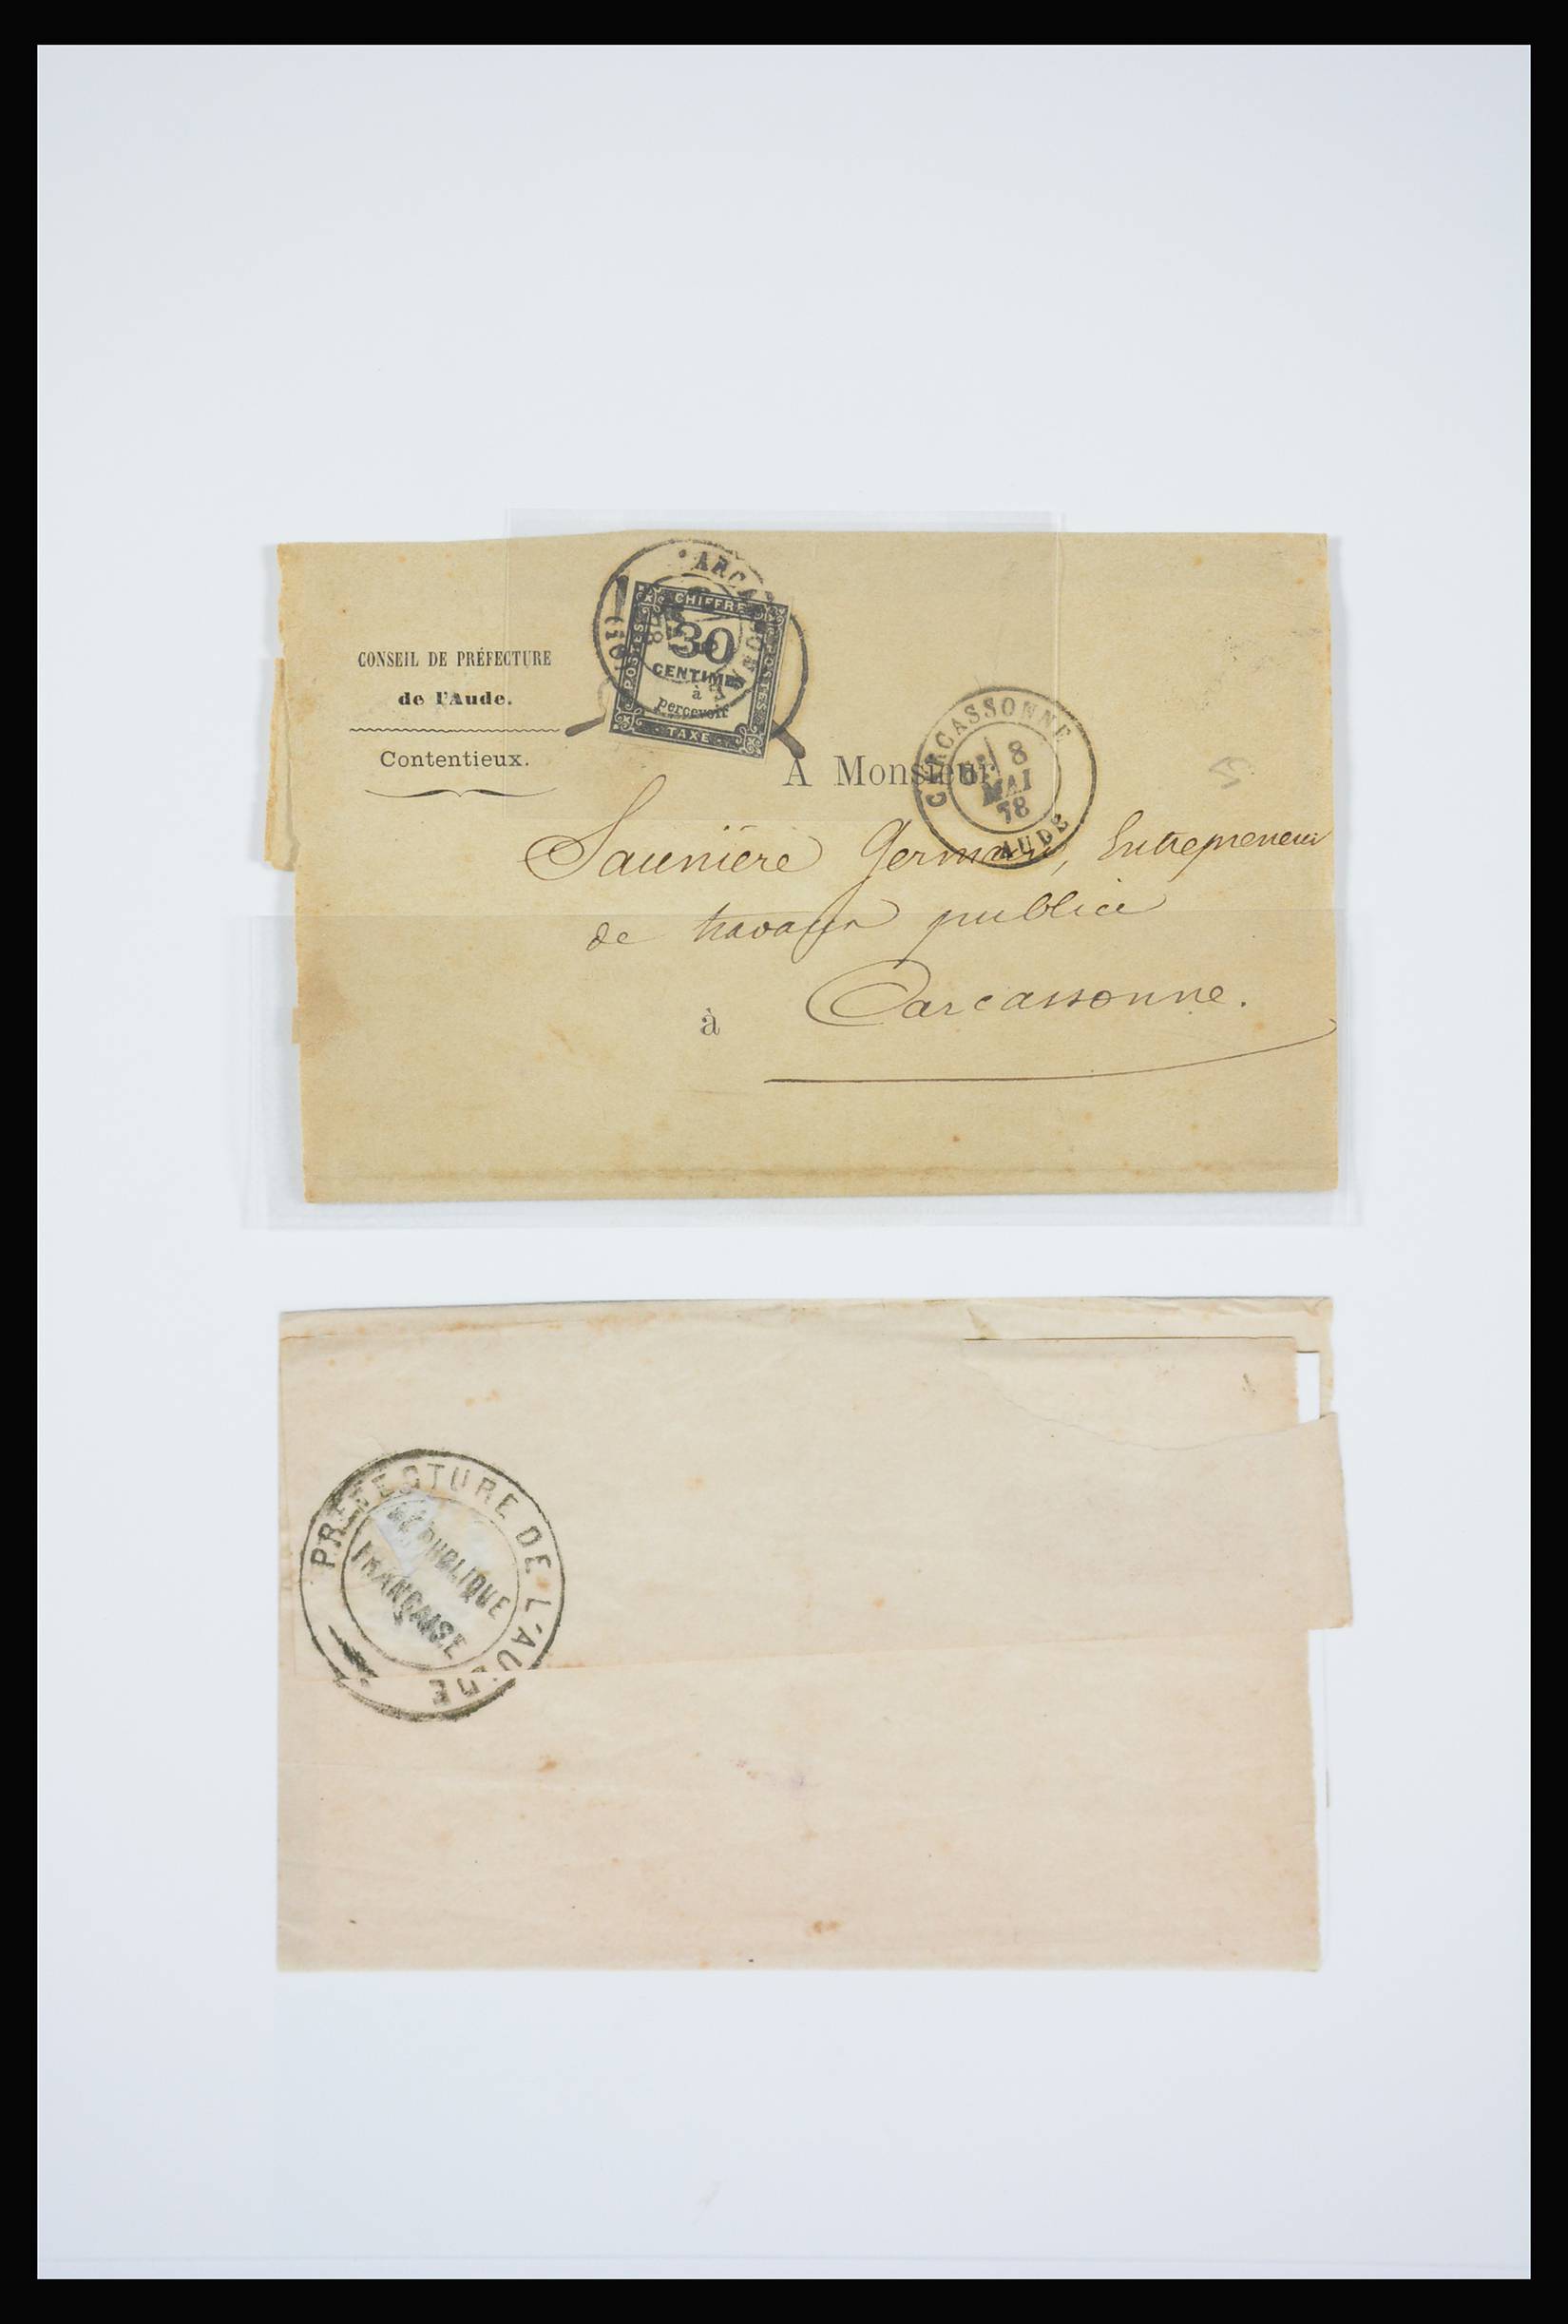 CONSEIL DE PRÉFECTURE
de l'Aude.
Contentieux.
CHIFFRE
POSTES
30
CENTIMES
à
percevoir
TAXE
CARCASSONNE
8
MAI
78
AUDE
A Monsieur
Saunière Germain, Entrepreneur
de travaux publics
à Carcassonne.
PRÉFECTURE DE L'AUDE
RÉPUBLIQUE
FRANÇAISE